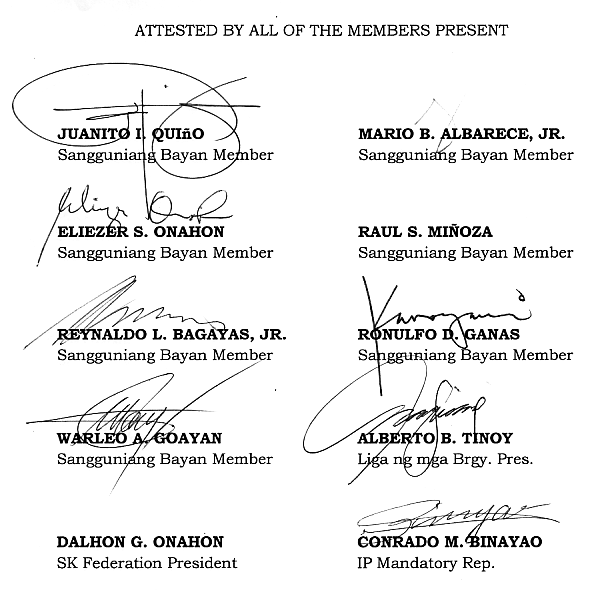 ATTESTED BY ALL OF THE MEMBERS PRESENT
JUANITO I. QUIñO
Sangguniang Bayan Member
MARIO B. ALBARECE, JR.
Sangguniang Bayan Member
ELIEZER S. ONAHON
Sangguniang Bayan Member
RAUL S. MIÑOZA
Sangguniang Bayan Member
REYNALDO L. BAGAYAS, JR.
Sangguniang Bayan Member
RONULFO D. GANAS
Sangguniang Bayan Member
WARLEO A. GOAYAN
Sangguniang Bayan Member
ALBERTO B. TINOY
Liga ng mga Brgy. Pres.
DALHON G. ONAHON
SK Federation President
CONRADO M. BINAYAO
IP Mandatory Rep.